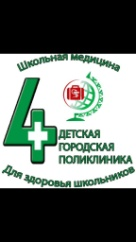 Школьная медицина
4
ДЕТСКАЯ
ГОРОДСКАЯ
ПОЛИКЛИНИКА
Для здоровья школьников